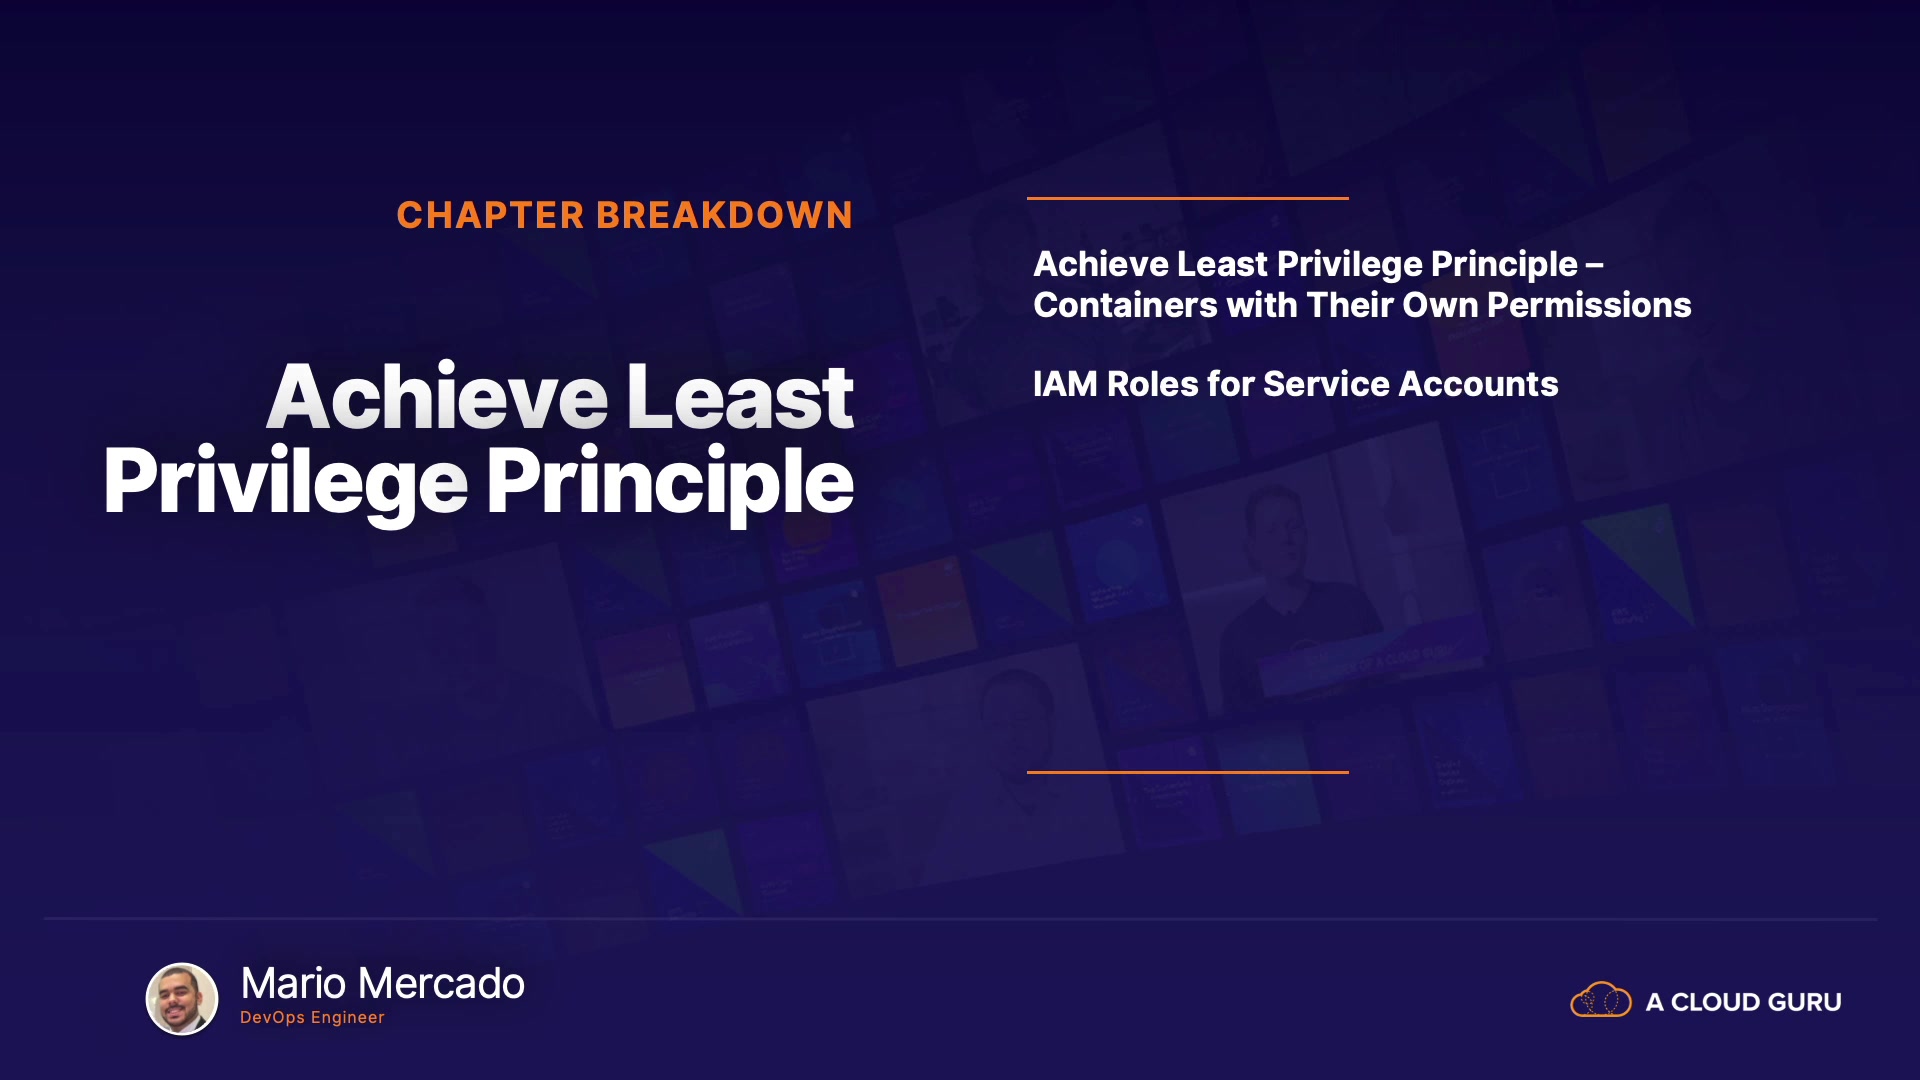 CHAPTER BREAKDOWN
Achieve Least
Privilege Principle
Achieve Least Privilege Principle –
Containers with Their Own Permissions
IAM Roles for Service Accounts
Mario Mercado
DevOps Engineer
A CLOUD GURU